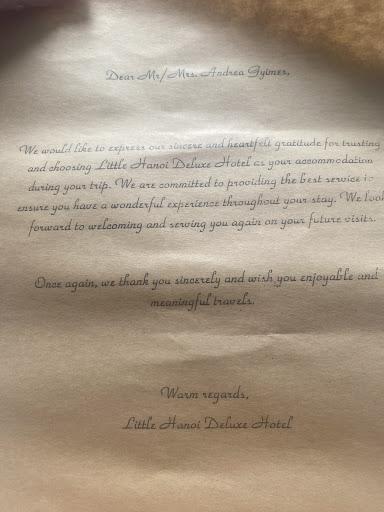 Dear Mr/Mrs. Andrea Gyimes,
We would like to express our sincere and heartfelt gratitude for trusting
and choosing Little Hanoi Deluxe Hotel as your accommodation
during your trip. We are committed to providing the best service to
ensure you have a wonderful experience throughout your stay. We look
forward to welcoming and serving you again on your future visits.
Once again, we thank you sincerely and wish you enjoyable and
meaningful travels.
Warm regards,
Little Hanoi Deluxe Hotel